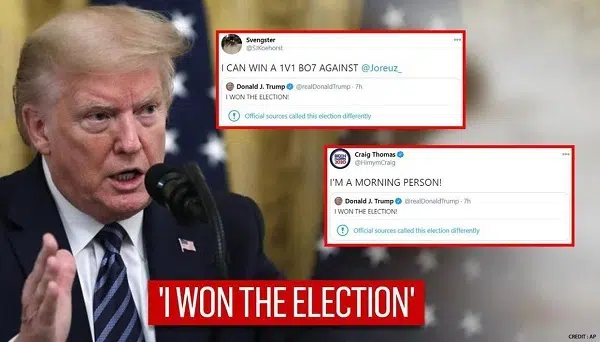 Svengster
@SlKoehorst
I CAN WIN A 1V1 BO7 AGAINST @Joreuz_
Donald J. Trump @realDonaldTrump · 7h
I WON THE ELECTION!
Official sources called this election differently
Craig Thomas
@HimymCraig
I'M A MORNING PERSON!
Donald J. Trump @realDonaldTrump · 7h
I WON THE ELECTION!
Official sources called this election differently
'I WON THE ELECTION'
CREDIT : AP